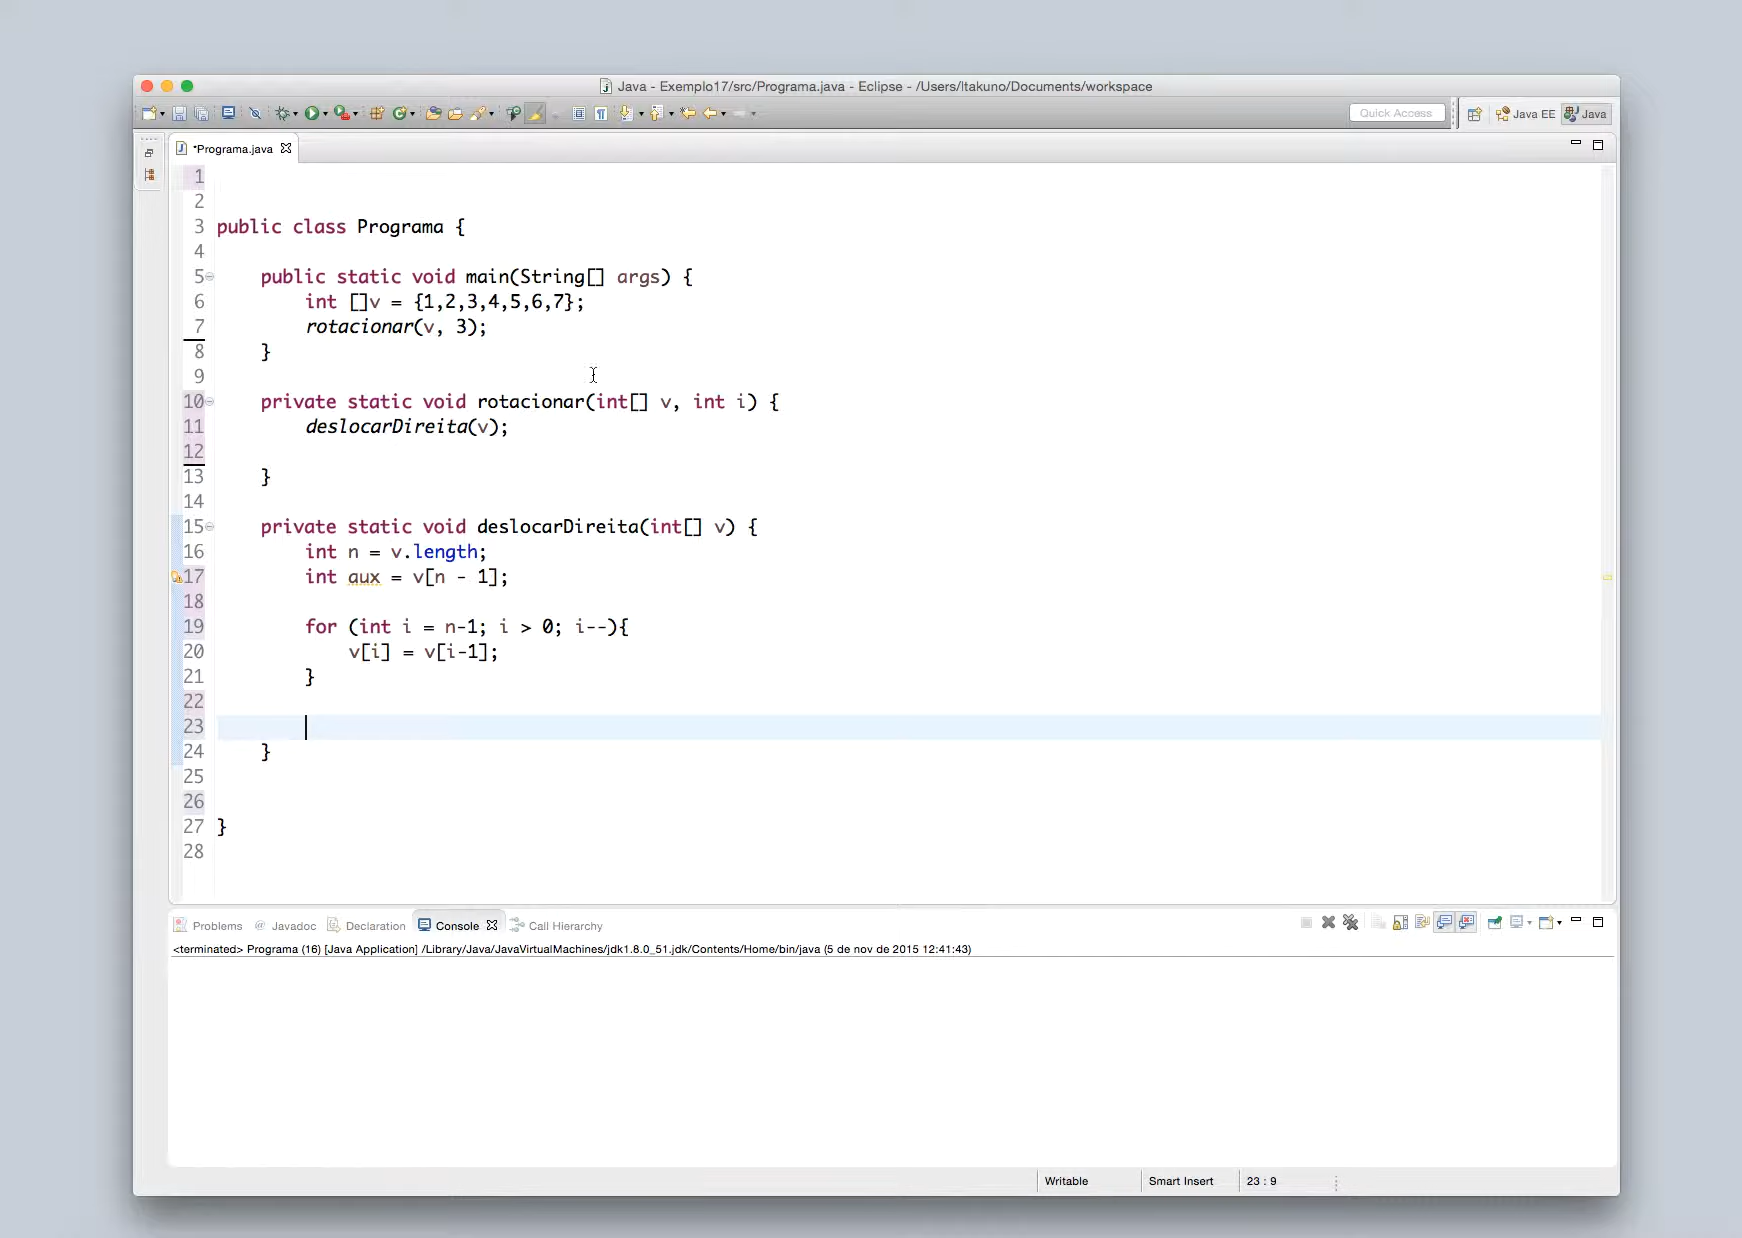 Java - Exemplo17/src/Programa.java - Eclipse - /Users/ltakuno/Documents/workspace
Quick Access
Java EE
Java
*Programa.java
1
2
3 public class Programa {
4
5 public static void main(String[] args) {
6 int []v = {1,2,3,4,5,6,7};
7 rotacionar(v, 3);
8 }
9
10 private static void rotacionar(int[] v, int i) {
11 deslocarDireita(v);
12
13 }
14
15 private static void deslocarDireita(int[] v) {
16 int n = v.length;
17 int aux = v[n - 1];
18
19 for (int i = n-1; i > 0; i--){
20 v[i] = v[i-1];
21 }
22
23
24 }
25
26
27 }
28
Problems @ Javadoc Declaration Console Call Hierarchy
<terminated> Programa (16) [Java Application] /Library/Java/JavaVirtualMachines/jdk1.8.0_51.jdk/Contents/Home/bin/java (5 de nov de 2015 12:41:43)
Writable Smart Insert 23 : 9